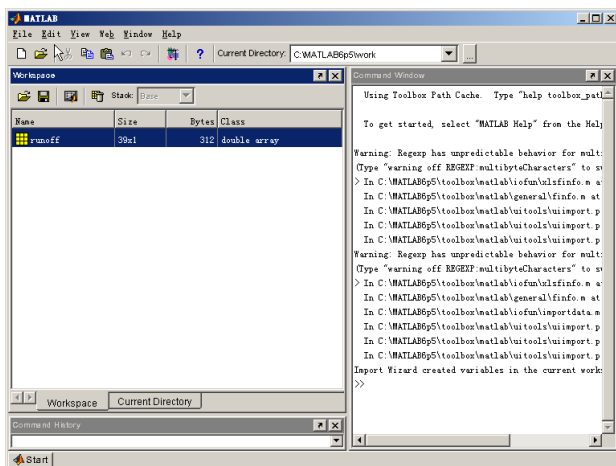 MATLAB
File Edit View Web Window Help
? Current Directory: C:\MATLAB6p5\work ...
Workspace
Stack: Base
Name Size Bytes Class
runoff 39x1 312 double array
Workspace Current Directory
Command History
Command Window
Using Toolbox Path Cache. Type "help toolbox_pat
To get started, select "MATLAB Help" from the Hel
Warning: Regexp has unpredictable behavior for mult
(Type "warning off REGEXP:multibyteCharacters" to s
> In C:\MATLAB6p5\toolbox\matlab\iofun\xlsfinfo.m a
In C:\MATLAB6p5\toolbox\matlab\general\finfo.m at
In C:\MATLAB6p5\toolbox\matlab\uitools\uiimport.p
In C:\MATLAB6p5\toolbox\matlab\uitools\uiimport.p
In C:\MATLAB6p5\toolbox\matlab\uitools\uiimport.p
Warning: Regexp has unpredictable behavior for mult
(Type "warning off REGEXP:multibyteCharacters" to s
> In C:\MATLAB6p5\toolbox\matlab\iofun\xlsfinfo.m a
In C:\MATLAB6p5\toolbox\matlab\general\finfo.m at
In C:\MATLAB6p5\toolbox\matlab\iofun\importdata.m
In C:\MATLAB6p5\toolbox\matlab\uitools\uiimport.p
In C:\MATLAB6p5\toolbox\matlab\uitools\uiimport.p
In C:\MATLAB6p5\toolbox\matlab\uitools\uiimport.p
Import Wizard created variables in the current works
>>
Start